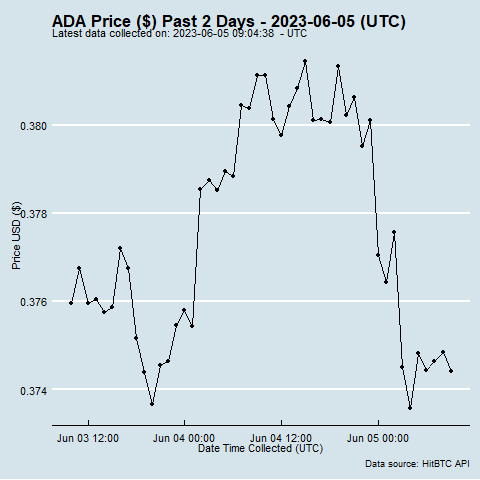 ADA Price ($) Past 2 Days - 2023-06-05 (UTC)
Latest data collected on: 2023-06-05 09:04:38 - UTC
0.380
0.378
0.376
0.374
Price USD ($)
Jun 03 12:00 Jun 04 00:00 Jun 04 12:00 Jun 05 00:00
Date Time Collected (UTC)
Data source: HitBTC API